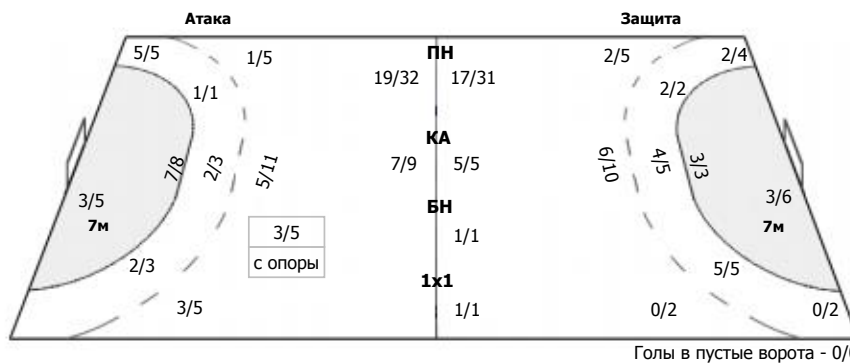 Атака Защита
5/5 1/5 ПН 2/5 2/4
19/32 17/31
1/1 2/2
КА
7/8 2/3 5/11 7/9 5/5 6/10 4/5 3/3
3/5 3/6
7м БН 7м
3/5 1/1
с опоры
2/3 5/5
1x1
3/5 1/1 0/2 0/2
Голы в пустые ворота - 0/